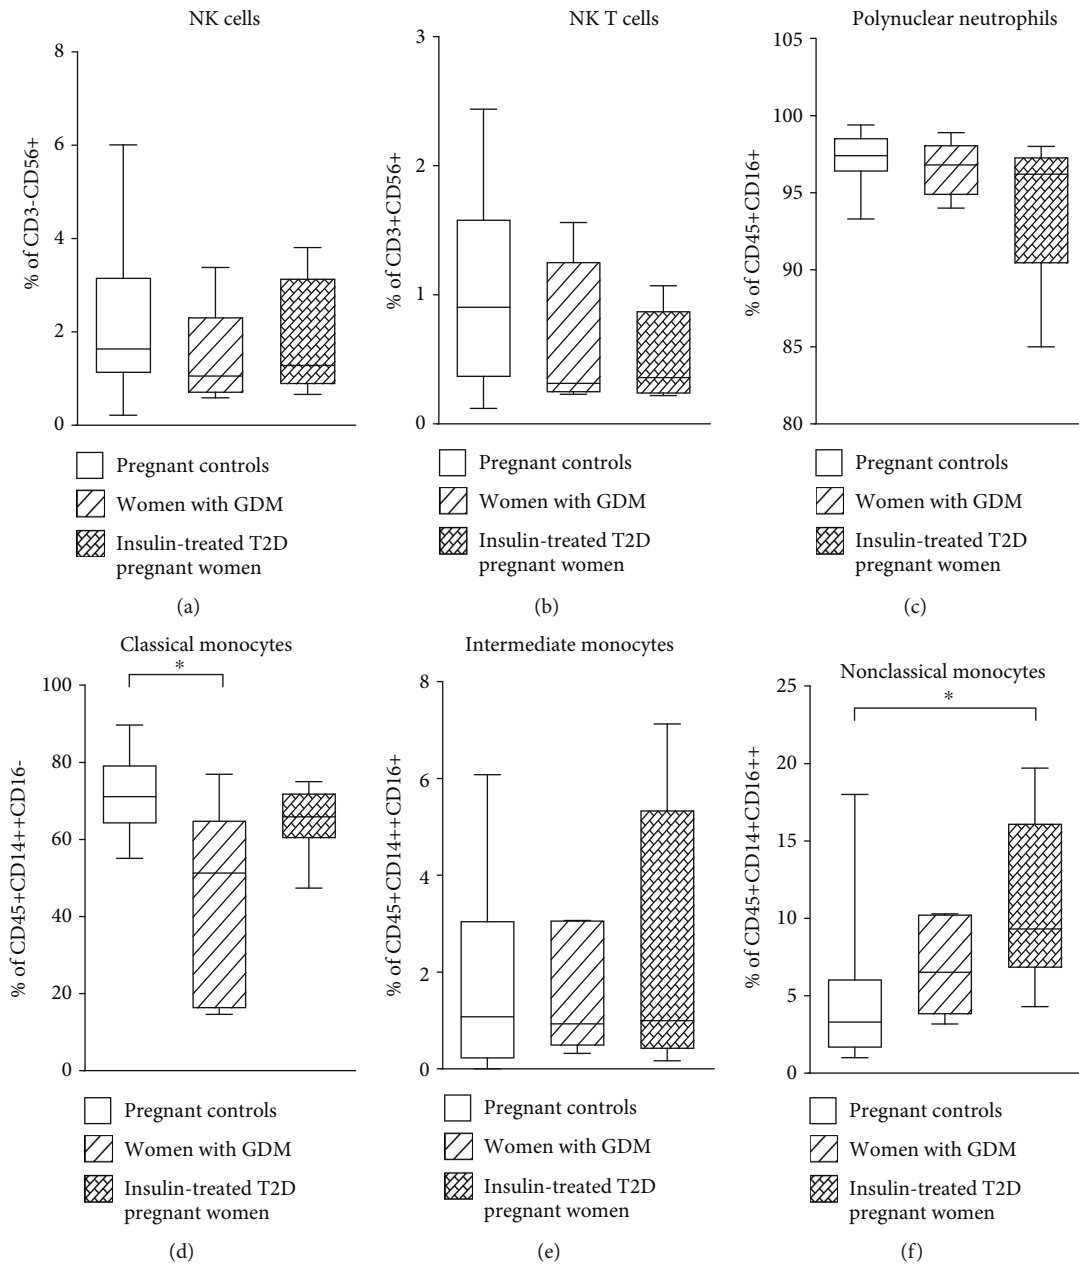 NK cells
% of CD3-CD56+
8
6
4
2
0
Pregnant controls
Women with GDM
Insulin-treated T2D
pregnant women
(a)
NK T cells
% of CD3+CD56+
3
2
1
0
Pregnant controls
Women with GDM
Insulin-treated T2D
pregnant women
(b)
Polynuclear neutrophils
% of CD45+CD16+
105
100
95
90
85
80
Pregnant controls
Women with GDM
Insulin-treated T2D
pregnant women
(c)
Classical monocytes
*
% of CD45+CD14++CD16-
100
80
60
40
20
0
Pregnant controls
Women with GDM
Insulin-treated T2D
pregnant women
(d)
Intermediate monocytes
% of CD45+CD14++CD16+
8
6
4
2
0
Pregnant controls
Women with GDM
Insulin-treated T2D
pregnant women
(e)
Nonclassical monocytes
*
% of CD45+CD14+CD16++
25
20
15
10
5
0
Pregnant controls
Women with GDM
Insulin-treated T2D
pregnant women
(f)